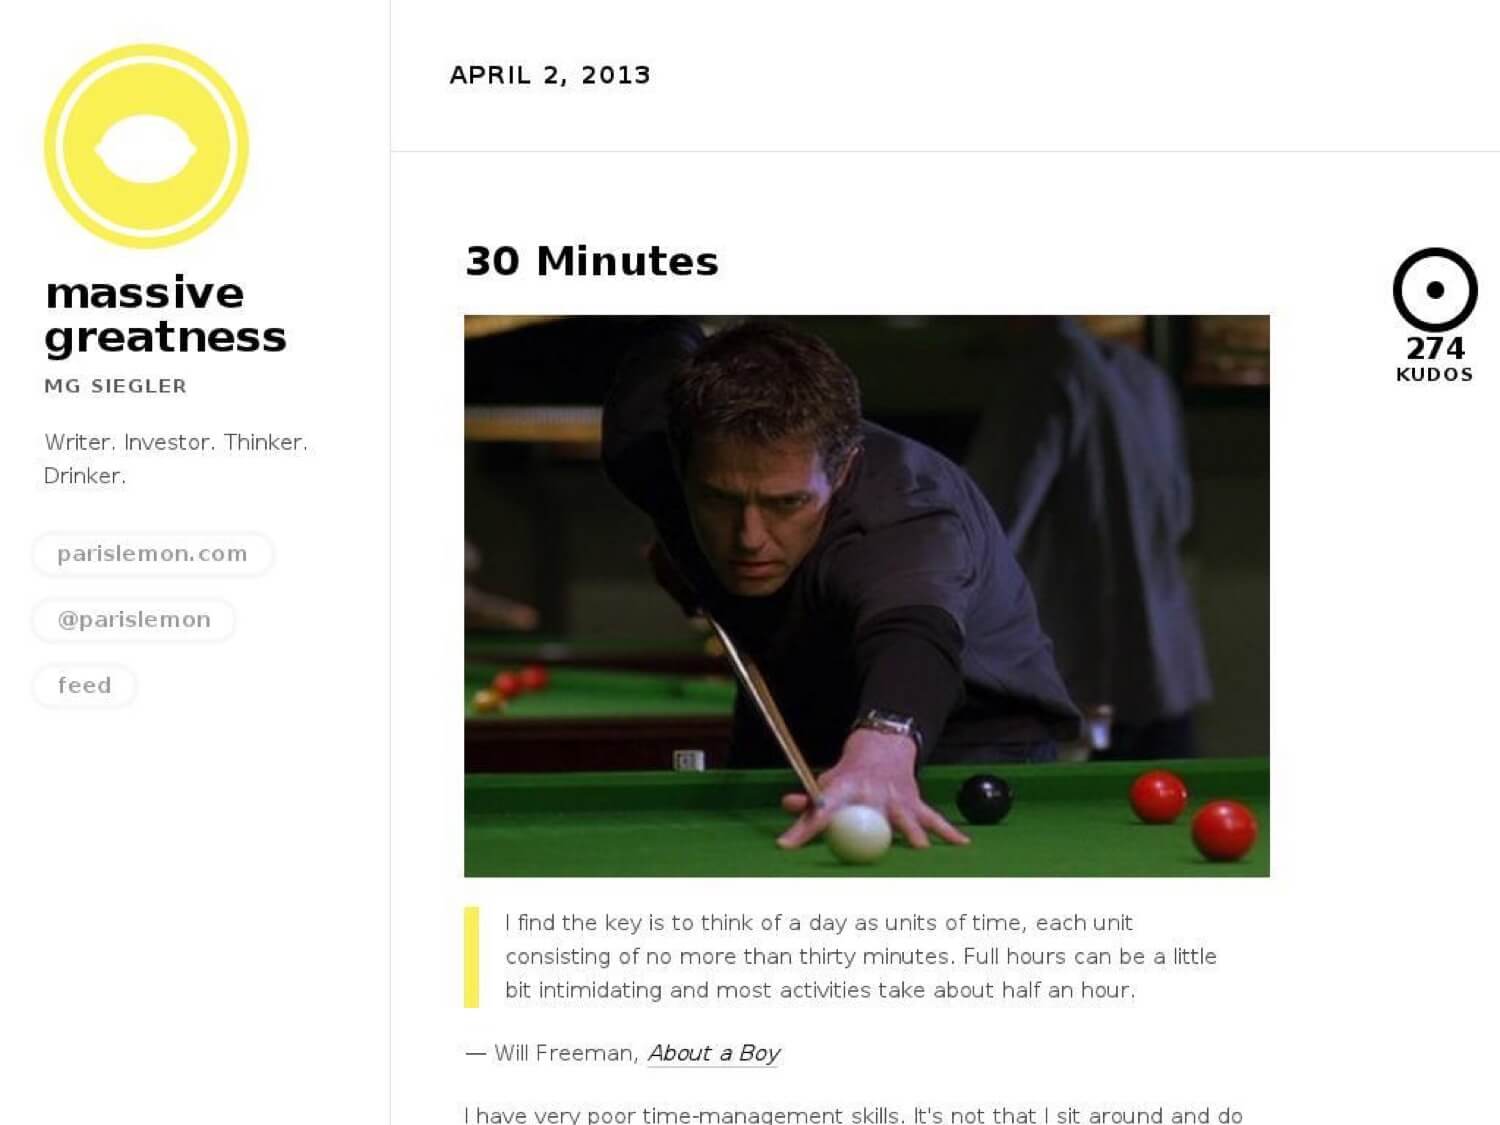 massive
greatness
MG SIEGLER
Writer. Investor. Thinker.
Drinker.
parislemon.com
@parislemon
feed
APRIL 2, 2013
30 Minutes
274
KUDOS
I find the key is to think of a day as units of time, each unit
consisting of no more than thirty minutes. Full hours can be a little
bit intimidating and most activities take about half an hour.
— Will Freeman, About a Boy
I have very poor time-management skills. It's not that I sit around and do